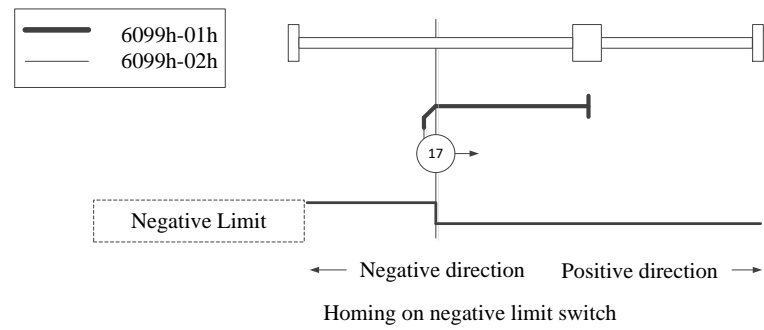 6099h-01h
6099h-02h
17
Negative Limit
Negative direction
Positive direction
Homing on negative limit switch